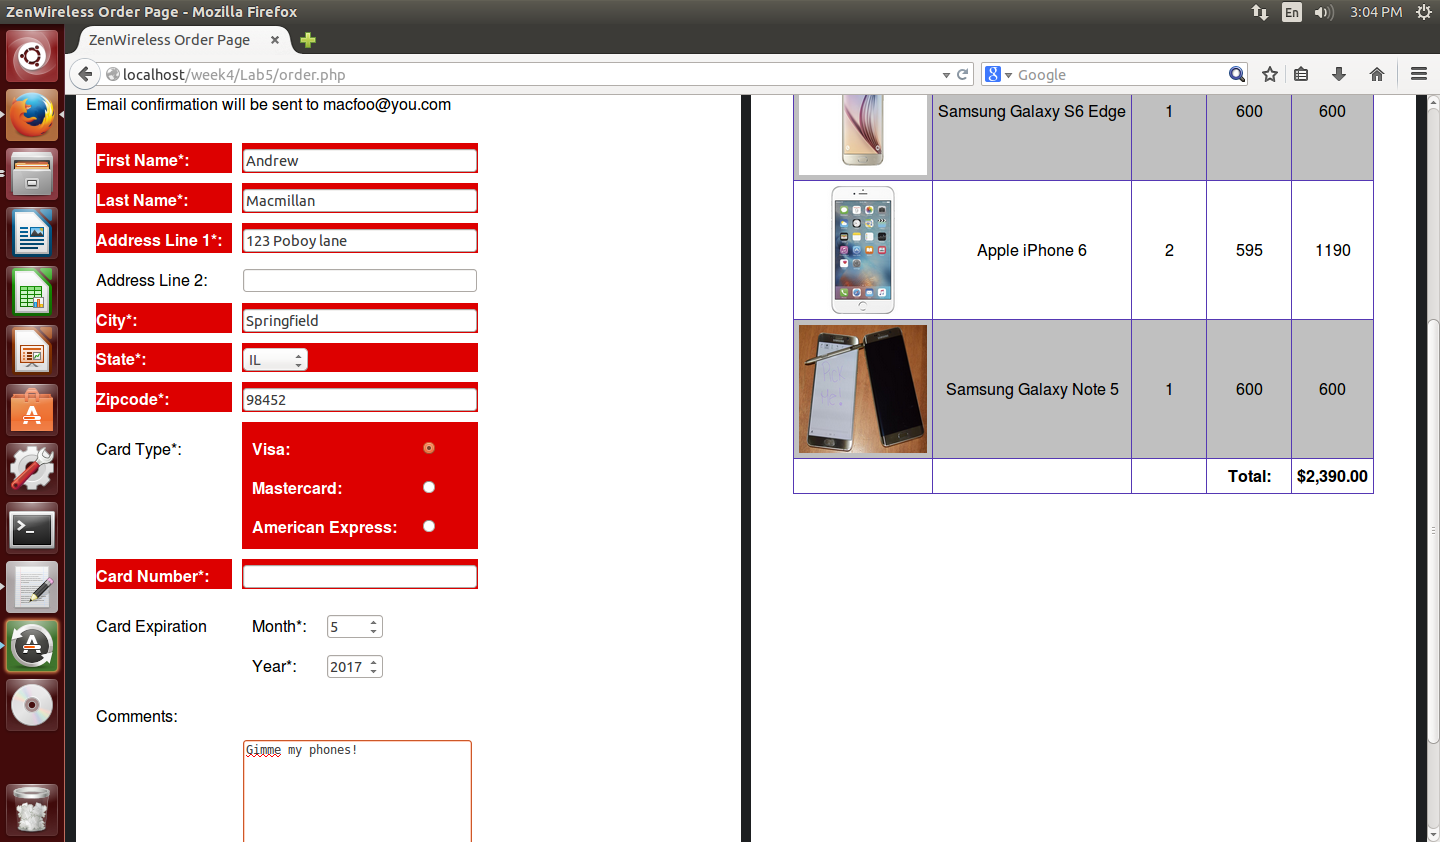 ZenWireless Order Page - Mozilla Firefox
En
3:04 PM
ZenWireless Order Page
localhost/week4/Lab5/order.php
Google
Email confirmation will be sent to macfoo@you.com
First Name*:
Andrew
Last Name*:
Macmillan
Address Line 1*:
123 Poboy lane
Address Line 2:
City*:
Springfield
State*:
IL
Zipcode*:
98452
Card Type*:
Visa:
Mastercard:
American Express:
Card Number*:
Card Expiration
Month*:
5
Year*:
2017
Comments:
Gimme my phones!
Samsung Galaxy S6 Edge 1 600 600
Apple iPhone 6 2 595 1190
Samsung Galaxy Note 5 1 600 600
Total: $2,390.00